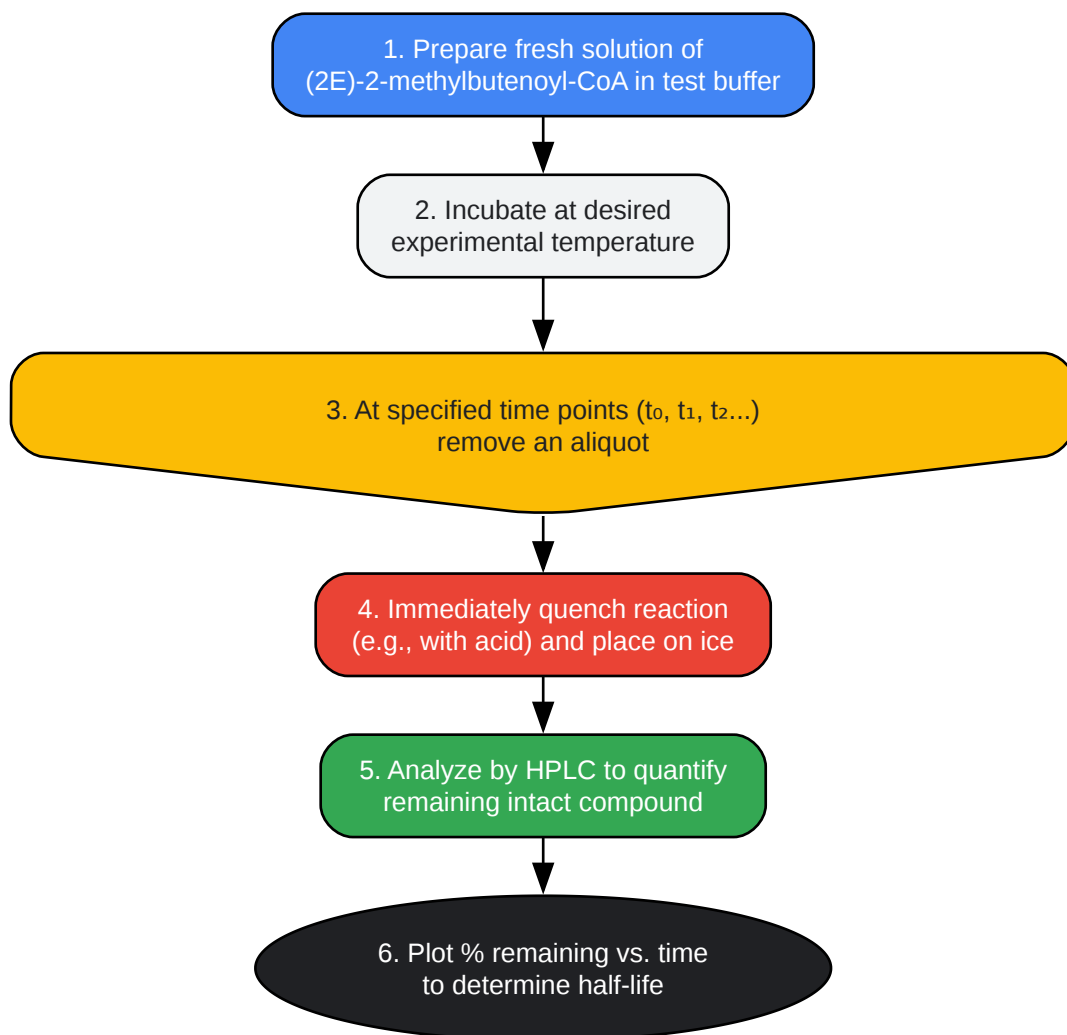 1. Prepare fresh solution of
(2E)-2-methylbutenoyl-CoA in test buffer
2. Incubate at desired
experimental temperature
3. At specified time points (t₀, t₁, t₂...)
remove an aliquot
4. Immediately quench reaction
(e.g., with acid) and place on ice
5. Analyze by HPLC to quantify
remaining intact compound
6. Plot % remaining vs. time
to determine half-life